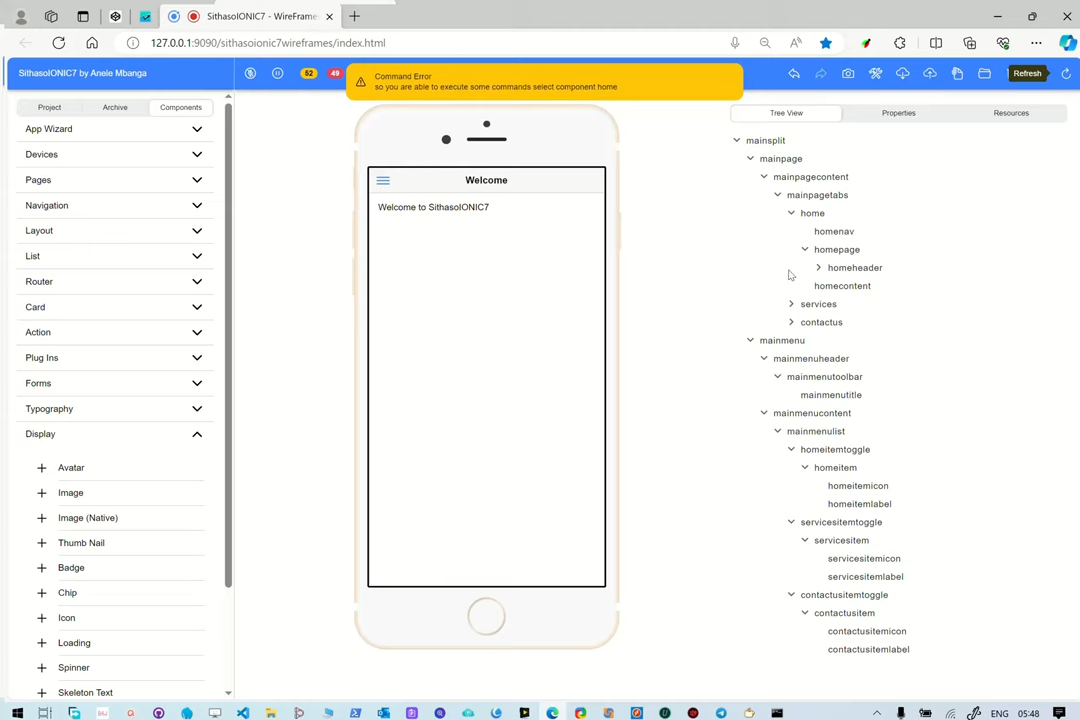 SithasoIONIC7 - WireFrame
127.0.0.1:9090/sithasoionic7wireframes/index.html
SithasoIONIC7 by Anele Mbanga
52
49
Command Error
so you are able to execute some commands select component home
Refresh
Project
Archive
Components
App Wizard
Devices
Pages
Navigation
Layout
List
Router
Card
Action
Plug Ins
Forms
Typography
Display
Avatar
Image
Image (Native)
Thumb Nail
Badge
Chip
Icon
Loading
Spinner
Skeleton Text
Welcome
Welcome to SithasoIONIC7
Tree View
Properties
Resources
mainsplit
mainpage
mainpagecontent
mainpagetabs
home
homenav
homepage
homeheader
homecontent
services
contactus
mainmenu
mainmenuheader
mainmenutoolbar
mainmenutitle
mainmenucontent
mainmenulist
homeitemtoggle
homeitem
homeitemicon
homeitemlabel
servicesitemtoggle
servicesitem
servicesitemicon
servicesitemlabel
contactusitemtoggle
contactusitem
contactusitemicon
contactusitemlabel
ENG
05:48